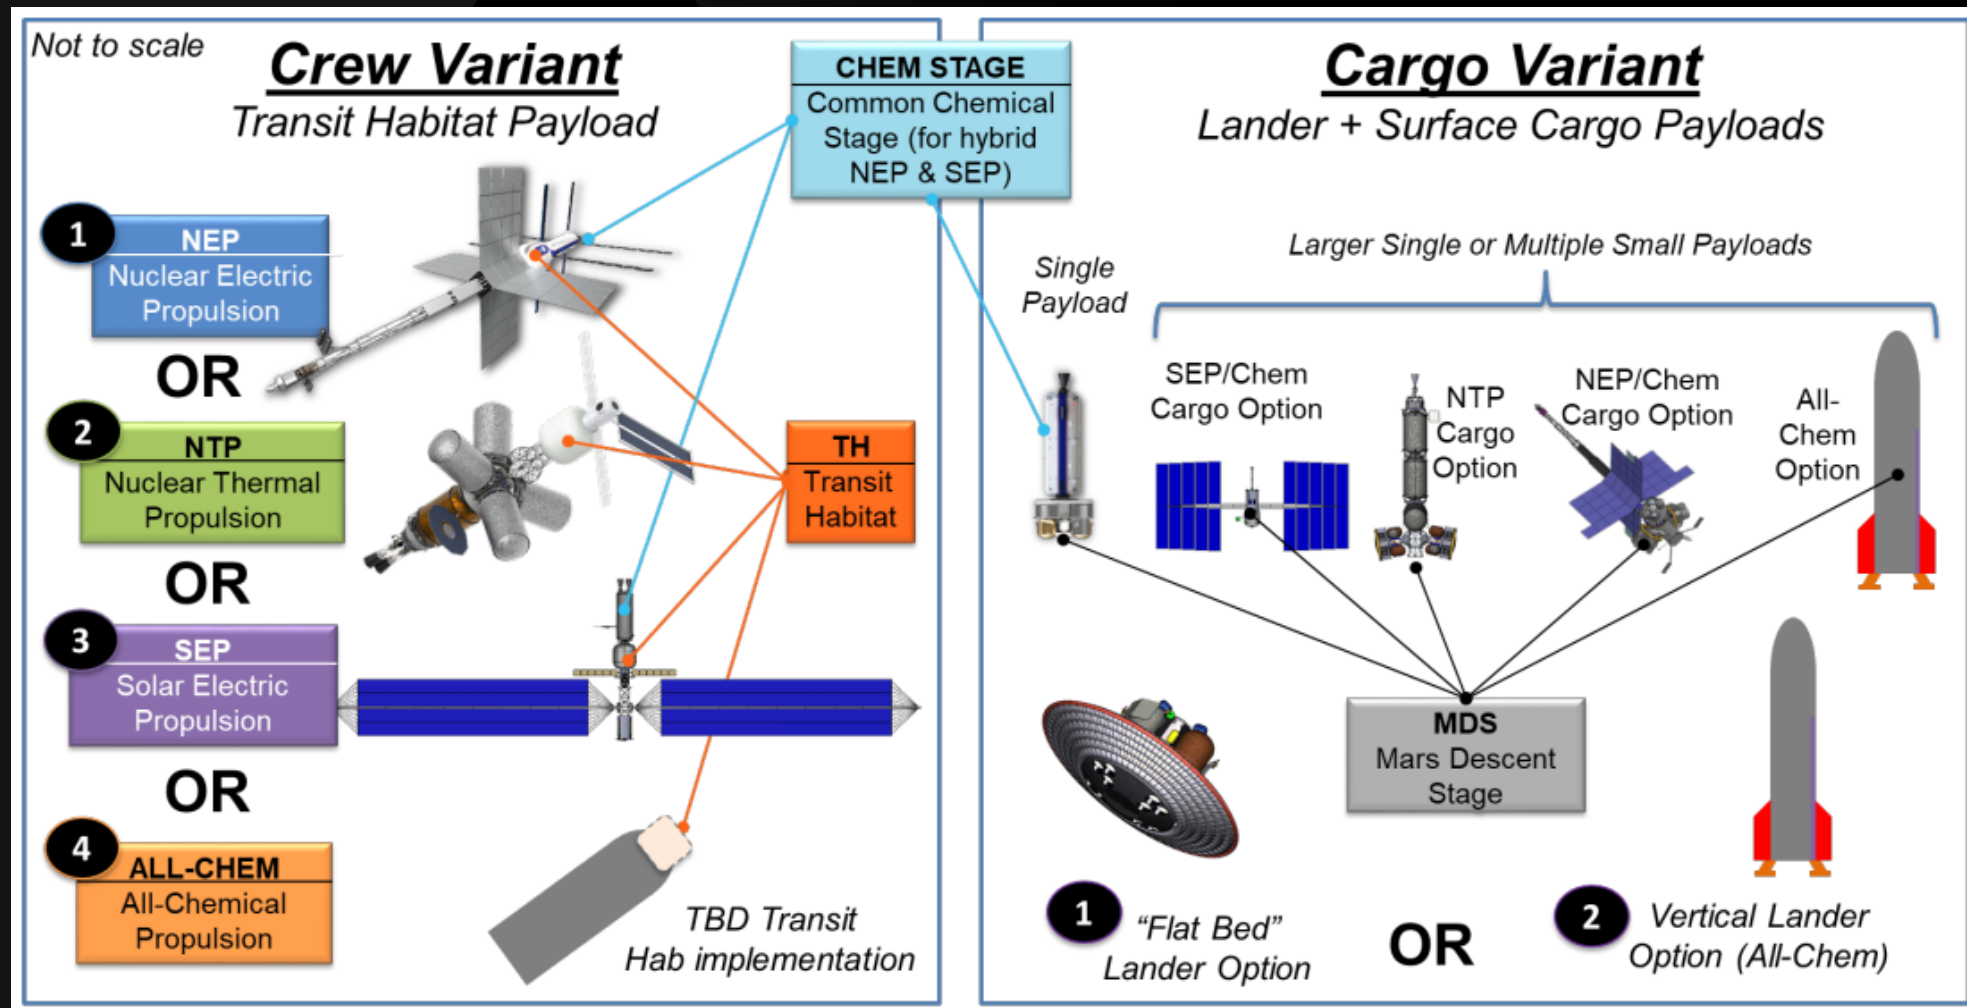 Not to scale
Crew Variant
Transit Habitat Payload
CHEM STAGE
Common Chemical
Stage (for hybrid
NEP & SEP)
1
NEP
Nuclear Electric
Propulsion
OR
2
NTP
Nuclear Thermal
Propulsion
OR
3
SEP
Solar Electric
Propulsion
OR
4
ALL-CHEM
All-Chemical
Propulsion
TH
Transit
Habitat
TBD Transit
Hab implementation
Cargo Variant
Lander + Surface Cargo Payloads
Larger Single or Multiple Small Payloads
Single
Payload
SEP/Chem
Cargo Option
NTP
Cargo
Option
NEP/Chem
Cargo Option
All-
Chem
Option
MDS
Mars Descent
Stage
1
“Flat Bed”
Lander Option
OR
2
Vertical Lander
Option (All-Chem)